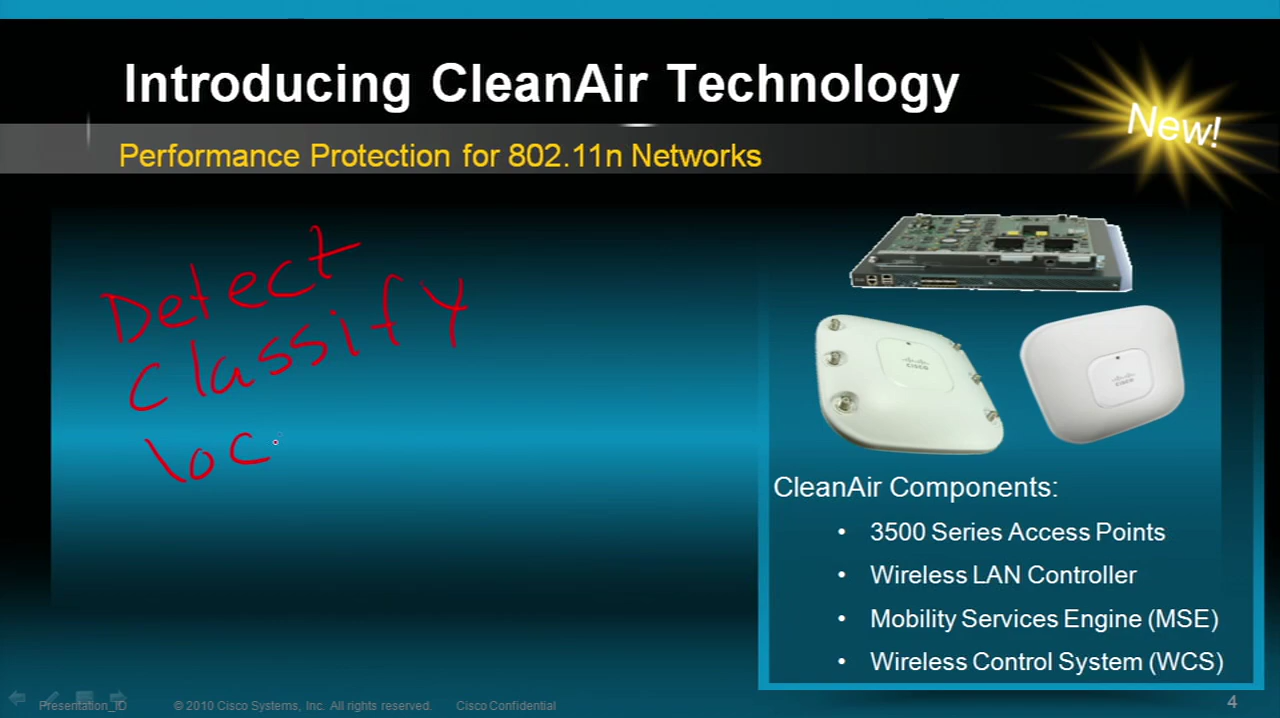 Introducing CleanAir Technology
New!
Performance Protection for 802.11n Networks
Detect
Classify
loc
CISCO
CISCO
CleanAir Components:
• 3500 Series Access Points
• Wireless LAN Controller
• Mobility Services Engine (MSE)
• Wireless Control System (WCS)
Presentation_ID © 2010 Cisco Systems, Inc. All rights reserved. Cisco Confidential 4